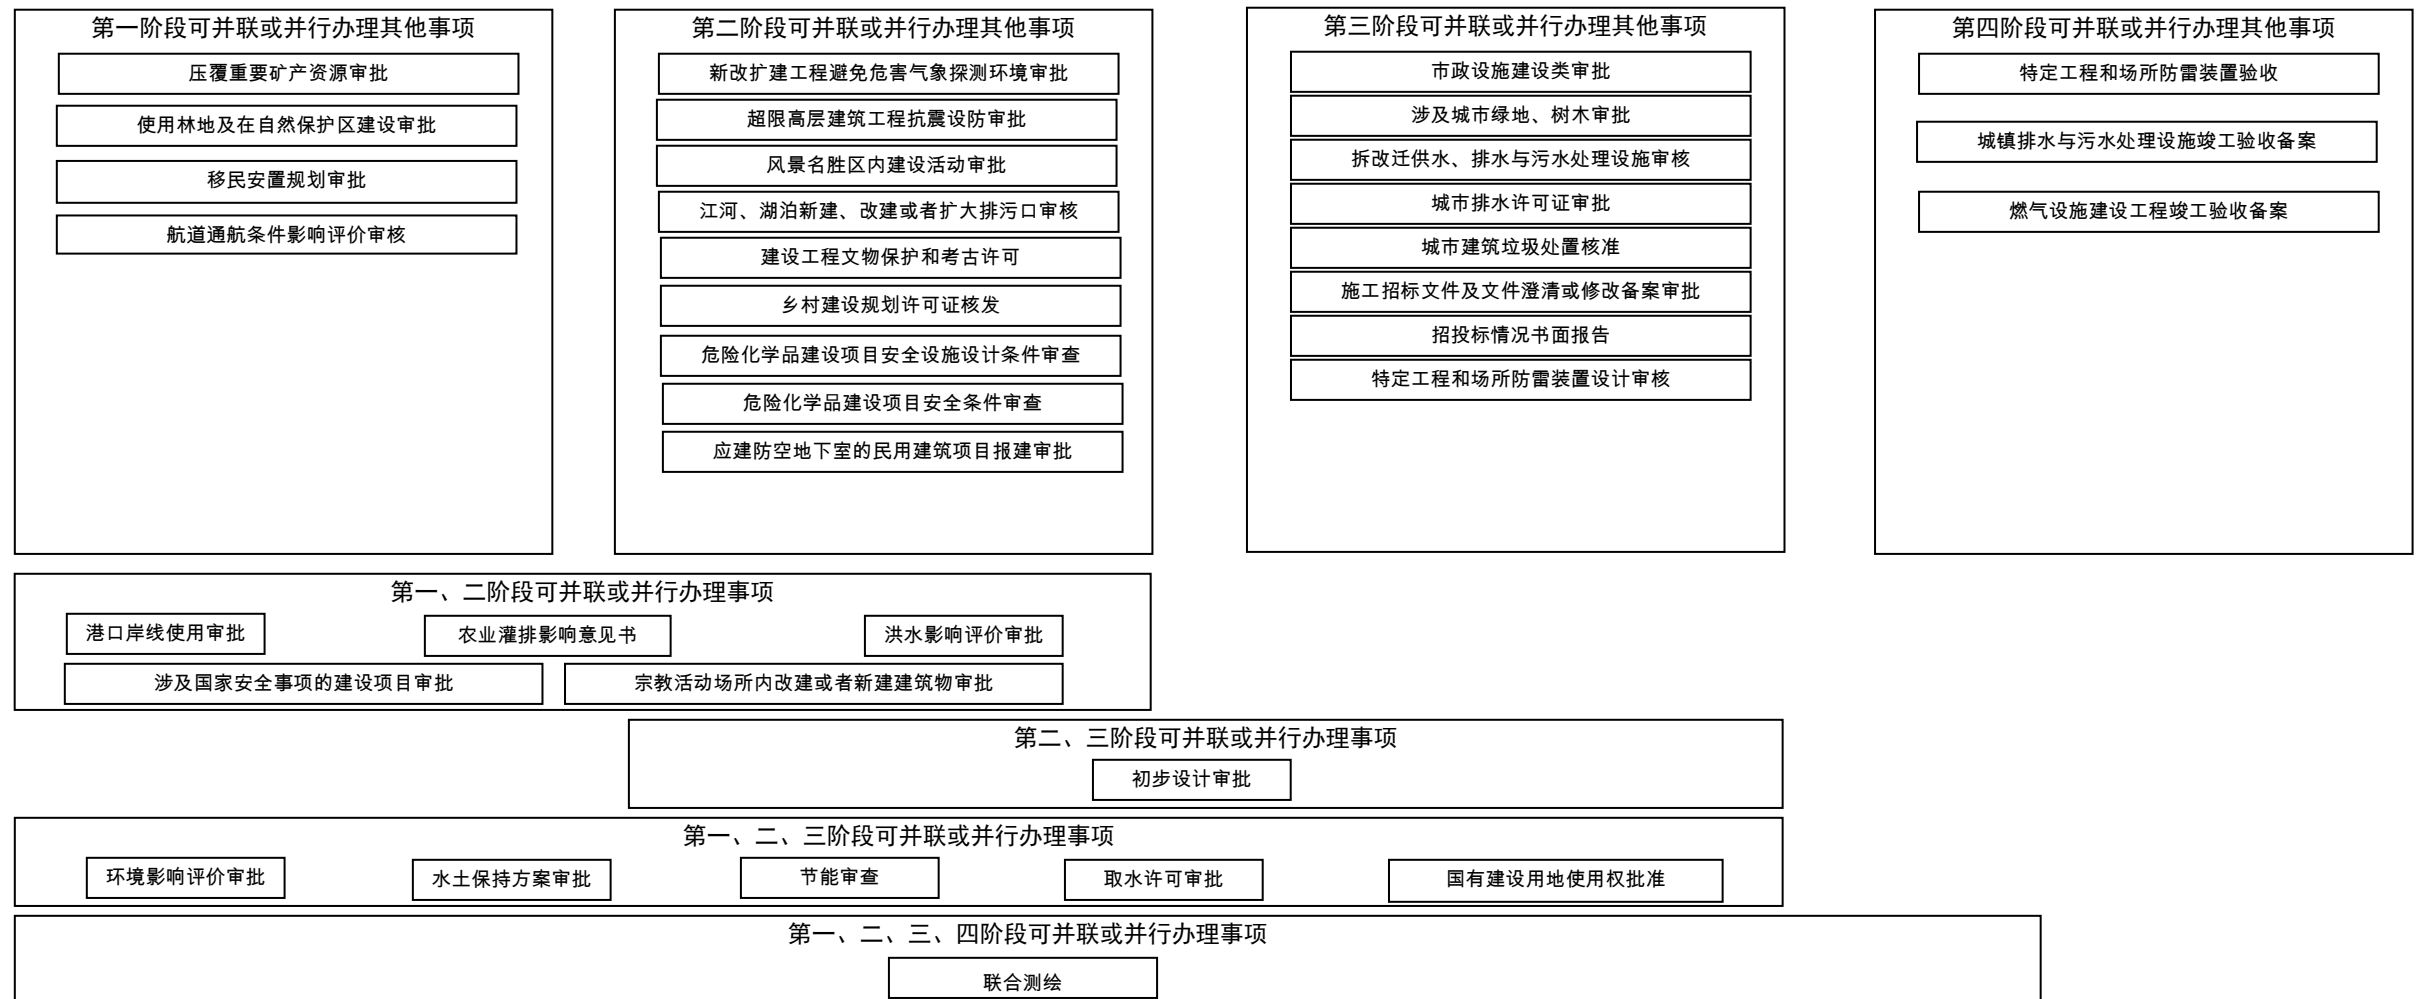 第一阶段可并联或并行办理其他事项
压覆重要矿产资源审批
使用林地及在自然保护区建设审批
移民安置规划审批
航道通航条件影响评价审核
第二阶段可并联或并行办理其他事项
新改扩建工程避免危害气象探测环境审批
超限高层建筑工程抗震设防审批
风景名胜区内建设活动审批
江河、湖泊新建、改建或者扩大排污口审核
建设工程文物保护和考古许可
乡村建设规划许可证核发
危险化学品建设项目安全设施设计条件审查
危险化学品建设项目安全条件审查
应建防空地下室的民用建筑项目报建审批
第三阶段可并联或并行办理其他事项
市政设施建设类审批
涉及城市绿地、树木审批
拆改迁供水、排水与污水处理设施审核
城市排水许可证审批
城市建筑垃圾处置核准
施工招标文件及文件澄清或修改备案审批
招投标情况书面报告
特定工程和场所防雷装置设计审核
第四阶段可并联或并行办理其他事项
特定工程和场所防雷装置验收
城镇排水与污水处理设施竣工验收备案
燃气设施建设工程竣工验收备案
第一、二阶段可并联或并行办理事项
港口岸线使用审批
农业灌排影响意见书
洪水影响评价审批
涉及国家安全事项的建设项目审批
宗教活动场所内改建或者新建建筑物审批
第二、三阶段可并联或并行办理事项
初步设计审批
第一、二、三阶段可并联或并行办理事项
环境影响评价审批
水土保持方案审批
节能审查
取水许可审批
国有建设用地使用权批准
第一、二、三、四阶段可并联或并行办理事项
联合测绘